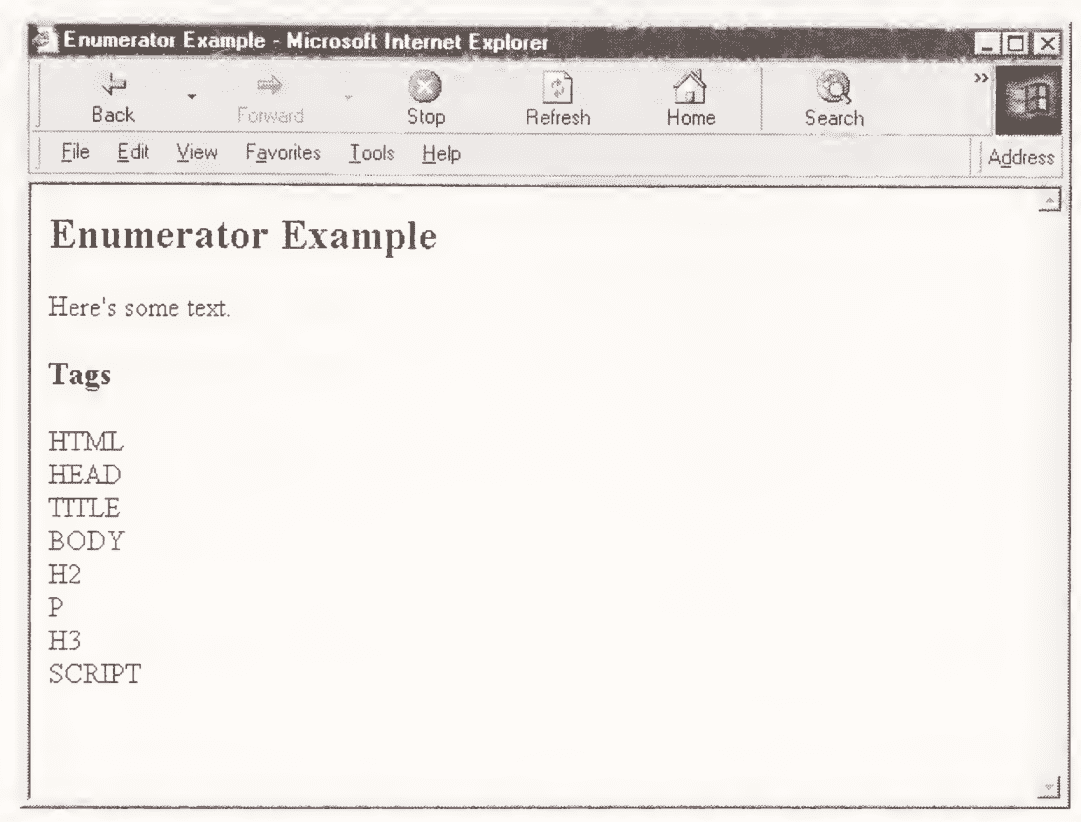 Enumerator Example - Microsoft Internet Explorer
Back Forward Stop Refresh Home Search »
File Edit View Favorites Tools Help Address
Enumerator Example
Here's some text.
Tags
HTML
HEAD
TITLE
BODY
H2
P
H3
SCRIPT